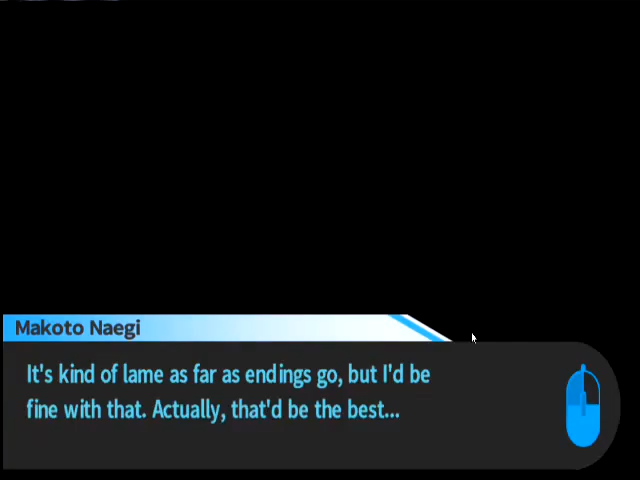 Makoto Naegi
It's kind of lame as far as endings go, but I'd be
fine with that. Actually, that'd be the best...